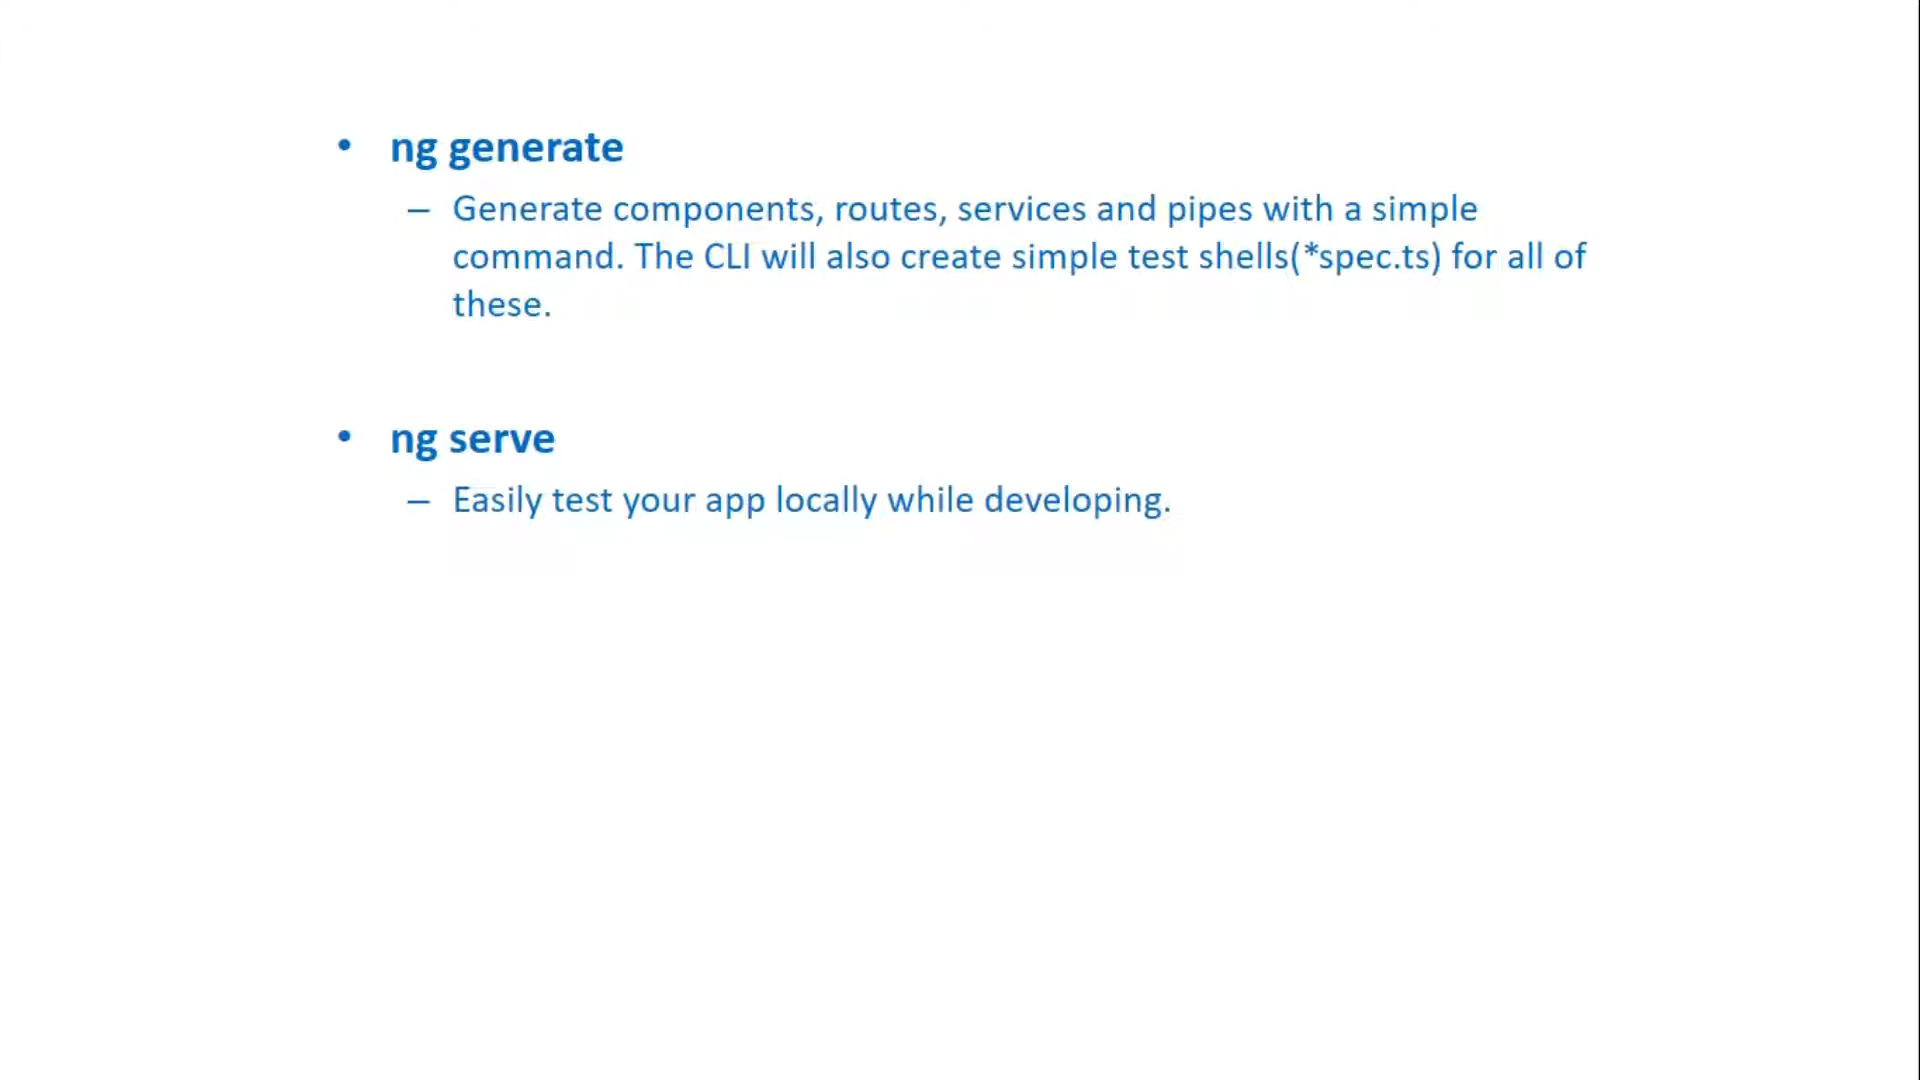 • ng generate
– Generate components, routes, services and pipes with a simple
command. The CLI will also create simple test shells(*spec.ts) for all of
these.
• ng serve
– Easily test your app locally while developing.